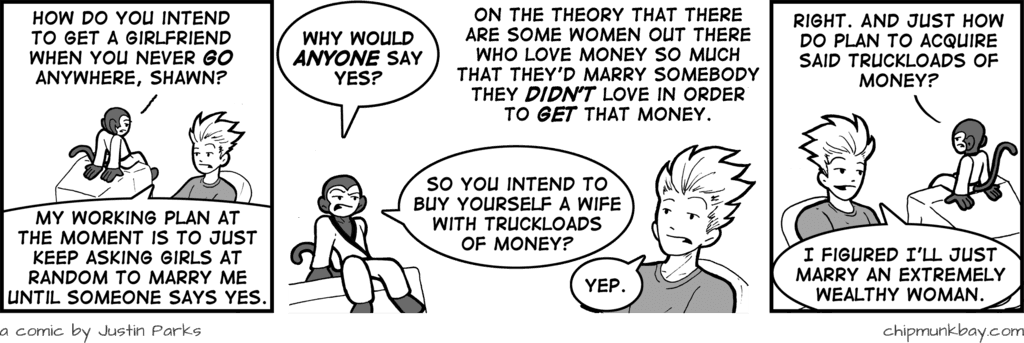 HOW DO YOU INTEND
TO GET A GIRLFRIEND
WHEN YOU NEVER GO
ANYWHERE, SHAWN?
MY WORKING PLAN AT
THE MOMENT IS TO JUST
KEEP ASKING GIRLS AT
RANDOM TO MARRY ME
UNTIL SOMEONE SAYS YES.
WHY WOULD
ANYONE SAY
YES?
ON THE THEORY THAT THERE
ARE SOME WOMEN OUT THERE
WHO LOVE MONEY SO MUCH
THAT THEY'D MARRY SOMEBODY
THEY DIDN'T LOVE IN ORDER
TO GET THAT MONEY.
SO YOU INTEND TO
BUY YOURSELF A WIFE
WITH TRUCKLOADS
OF MONEY?
YEP.
RIGHT. AND JUST HOW
DO PLAN TO ACQUIRE
SAID TRUCKLOADS OF
MONEY?
I FIGURED I'LL JUST
MARRY AN EXTREMELY
WEALTHY WOMAN.
a comic by Justin Parks
chipmunkbay.com